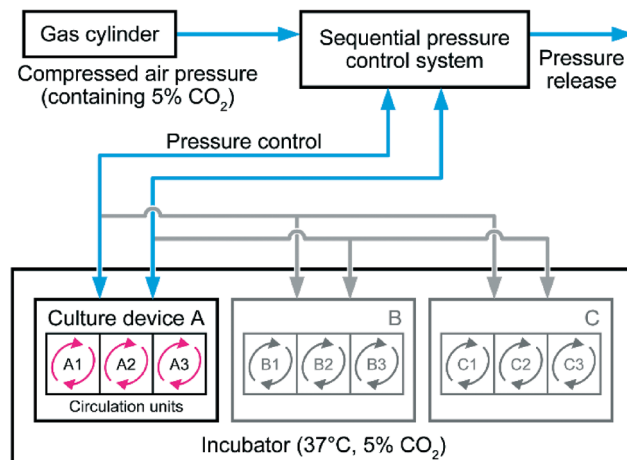 Gas cylinder
Compressed air pressure
(containing 5% CO₂)
Sequential pressure
control system
Pressure
release
Pressure control
Culture device A
A1 A2 A3
Circulation units
B
B1 B2 B3
C
C1 C2 C3
Incubator (37°C, 5% CO₂)